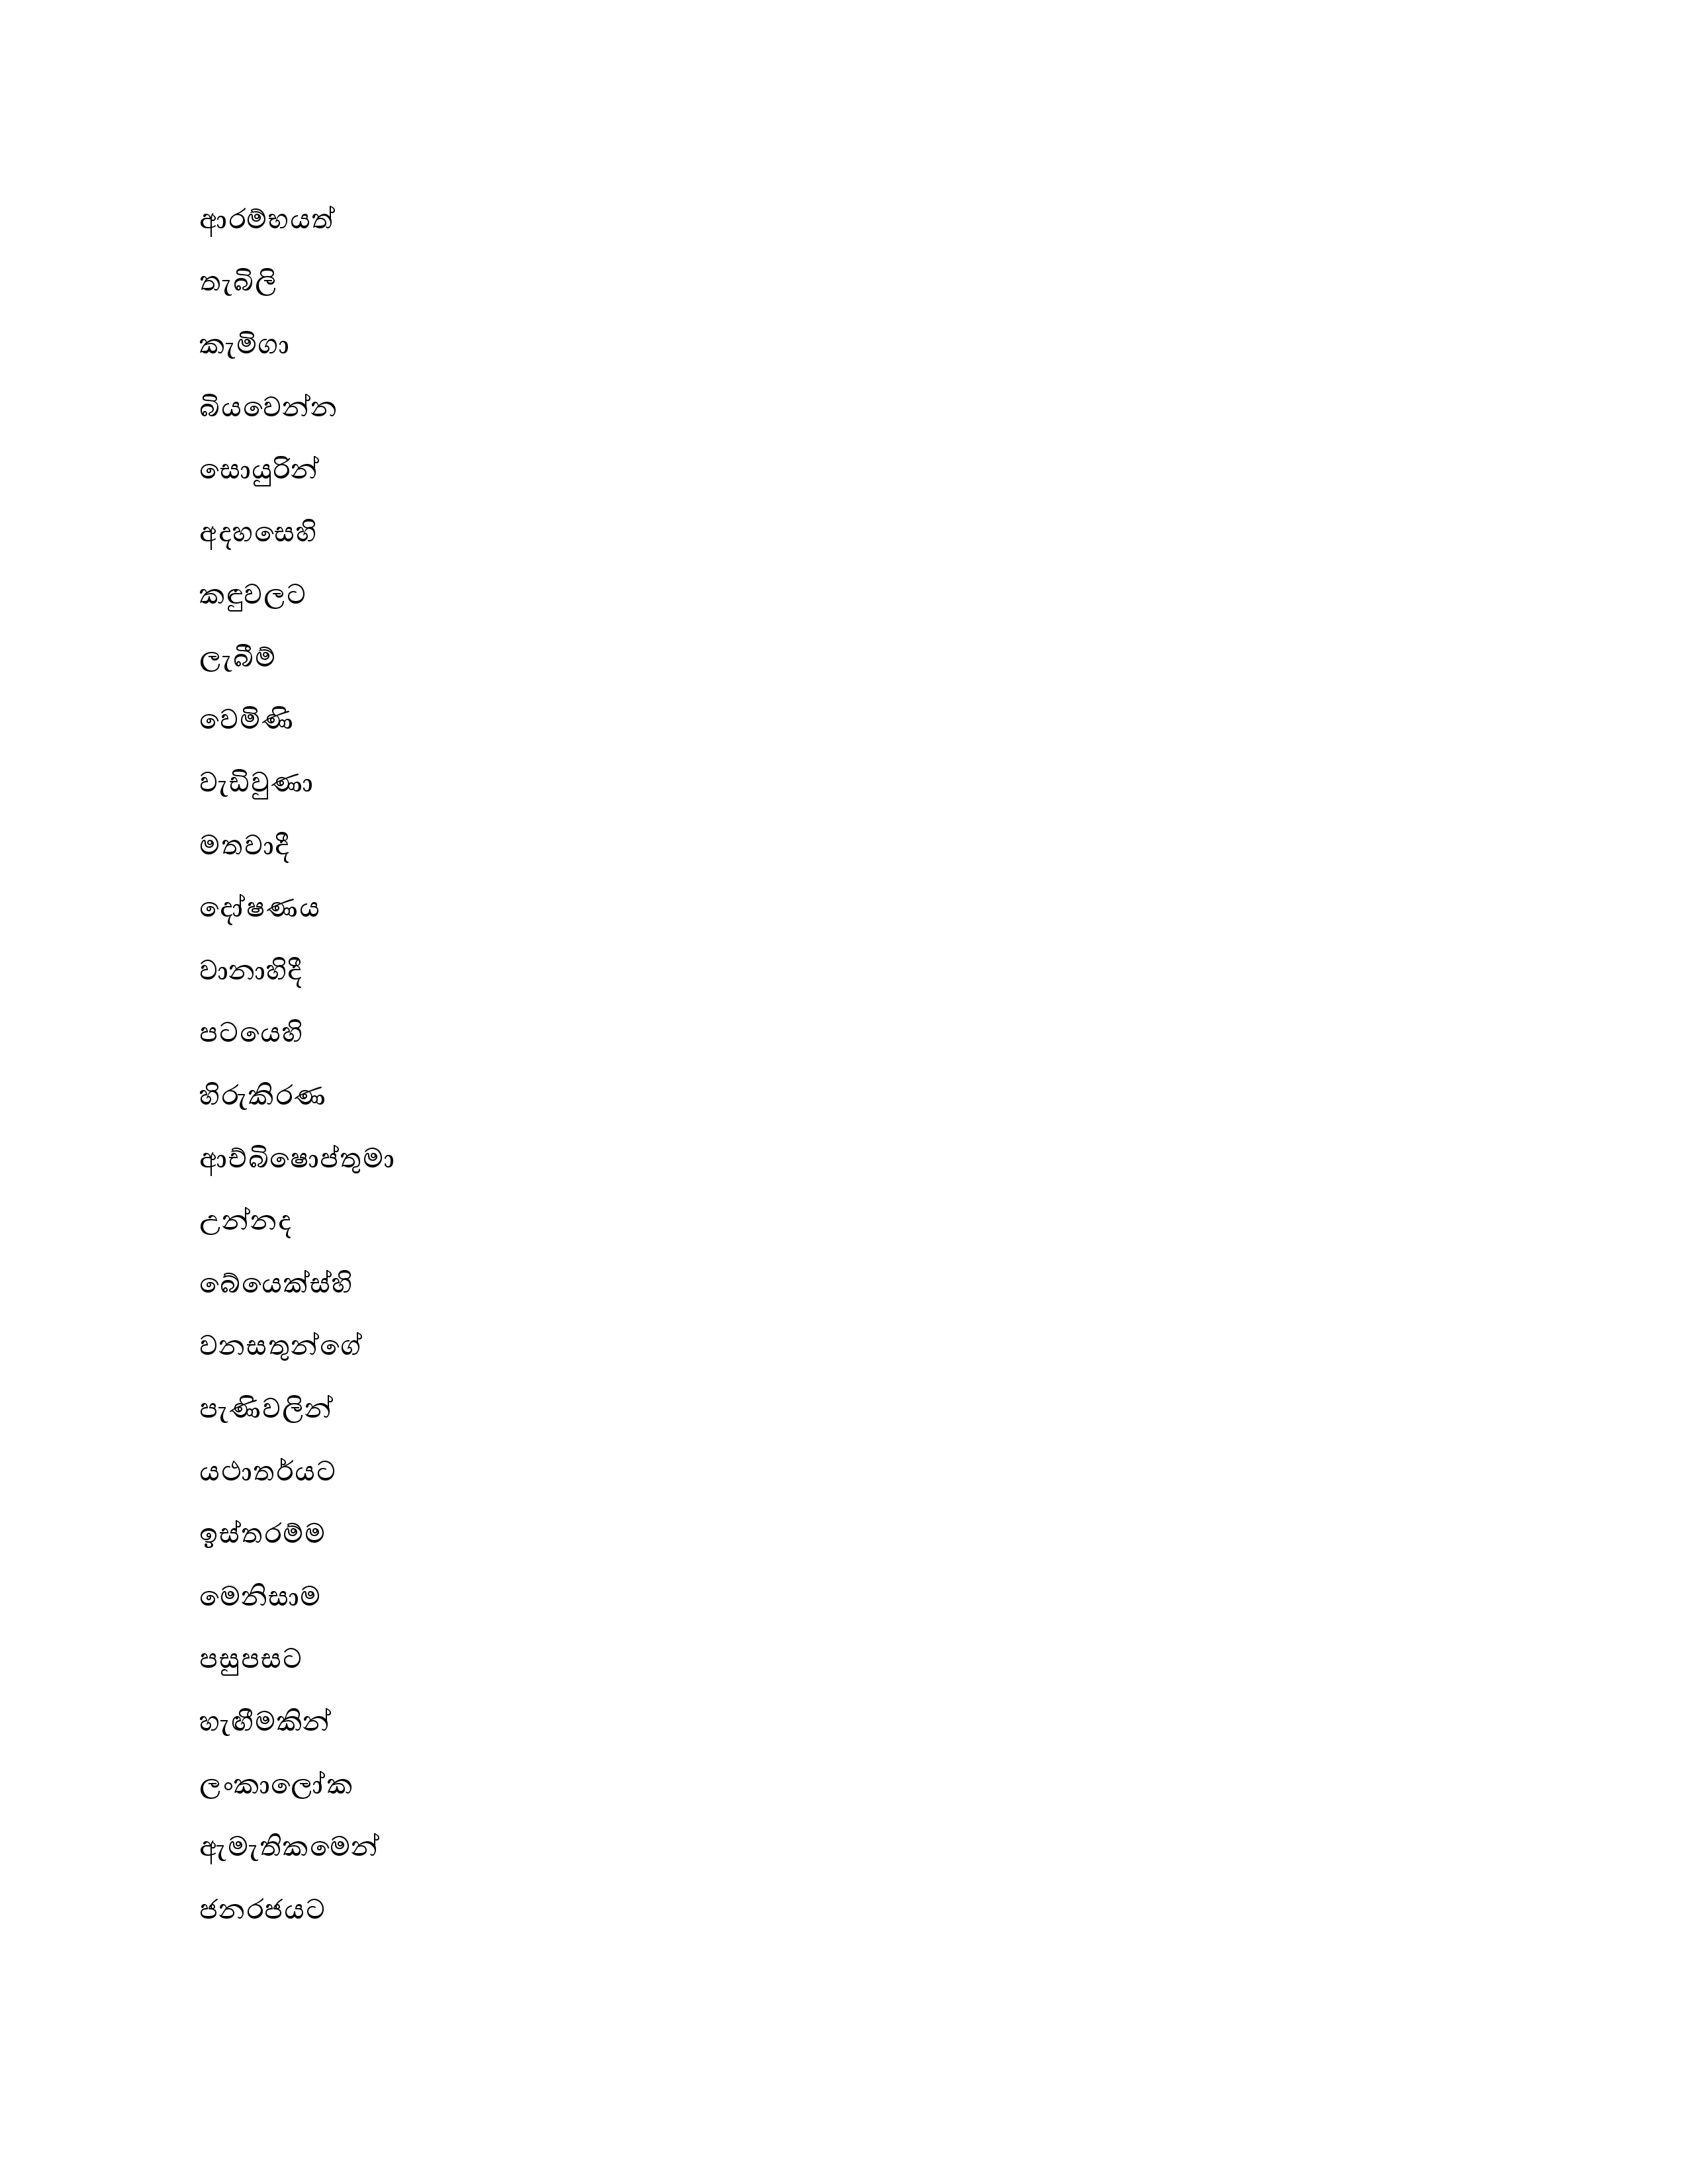 ආරම්භයත්
තැබිලි
කැමිගා
බියවෙන්න
සොයුරින්
අදහසෙහි
කඳුවලට
ලැබීම්
වෙමිණි
වැඩිවුණා
මතවාදී
දෝෂණය
වානාහිදී
පටයෙහි
හිරුකිරණ
ආච්බිෂොප්තුමා
උන්නද
බේයෙක්ස්හි
වනසතුන්ගේ
පැණිවලින්
යථාතර්යට
ඉස්තරම්ම
මෙනිසාම
පසුපසට
හැඟීමකින්
ලංකාලෝක
ඇමැතිකමෙන්
ජනරජයට